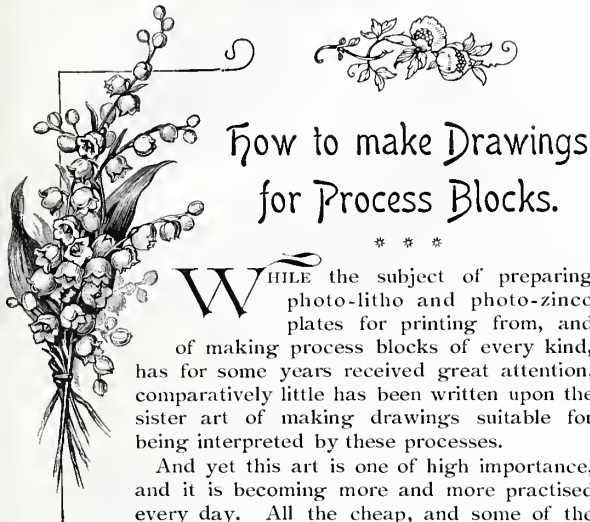 How to make Drawings
for Process Blocks.
WHILE the subject of preparing
photo-litho and photo-zinco
plates for printing from, and
of making process blocks of every kind,
has for some years received great attention,
comparatively little has been written upon the
sister art of making drawings suitable for
being interpreted by these processes.
And yet this art is one of high importance,
and it is becoming more and more practised
every day. All the cheap, and some of the